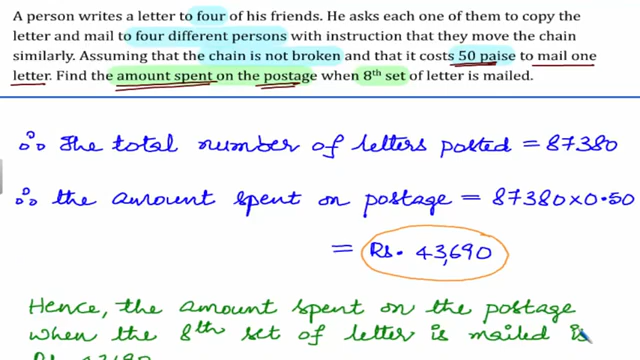 A person writes a letter to four of his friends. He asks each one of them to copy the
letter and mail to four different persons with instruction that they move the chain
similarly. Assuming that the chain is not broken and that it costs 50 paise to mail one
letter. Find the amount spent on the postage when 8th set of letter is mailed.
∴ The total number of letters posted = 87380
∴ the amount spent on postage = 87380×0.50
= Rs. 43,690
Hence, the amount spent on the postage
when the 8th set of letter is mailed is
Rs 43690